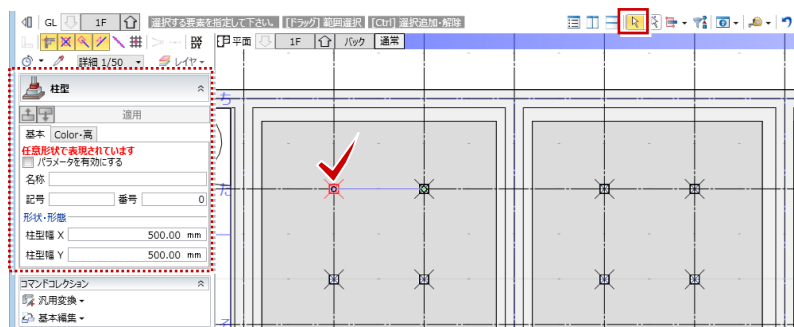 GL 1F 選択する要素を指定して下さい。 [ドラッグ] 範囲選択 [Ctrl] 選択追加・解除
平面 1F バック 通常
詳細 1/50 レイヤ
柱型
適用
基本 Color・高
任意形状で表現されています
パラメータを有効にする
名称
記号 番号 0
形状・形態
柱型幅 X 500.00 mm
柱型幅 Y 500.00 mm
コマンドコレクション
汎用変換
基本編集
ち
た